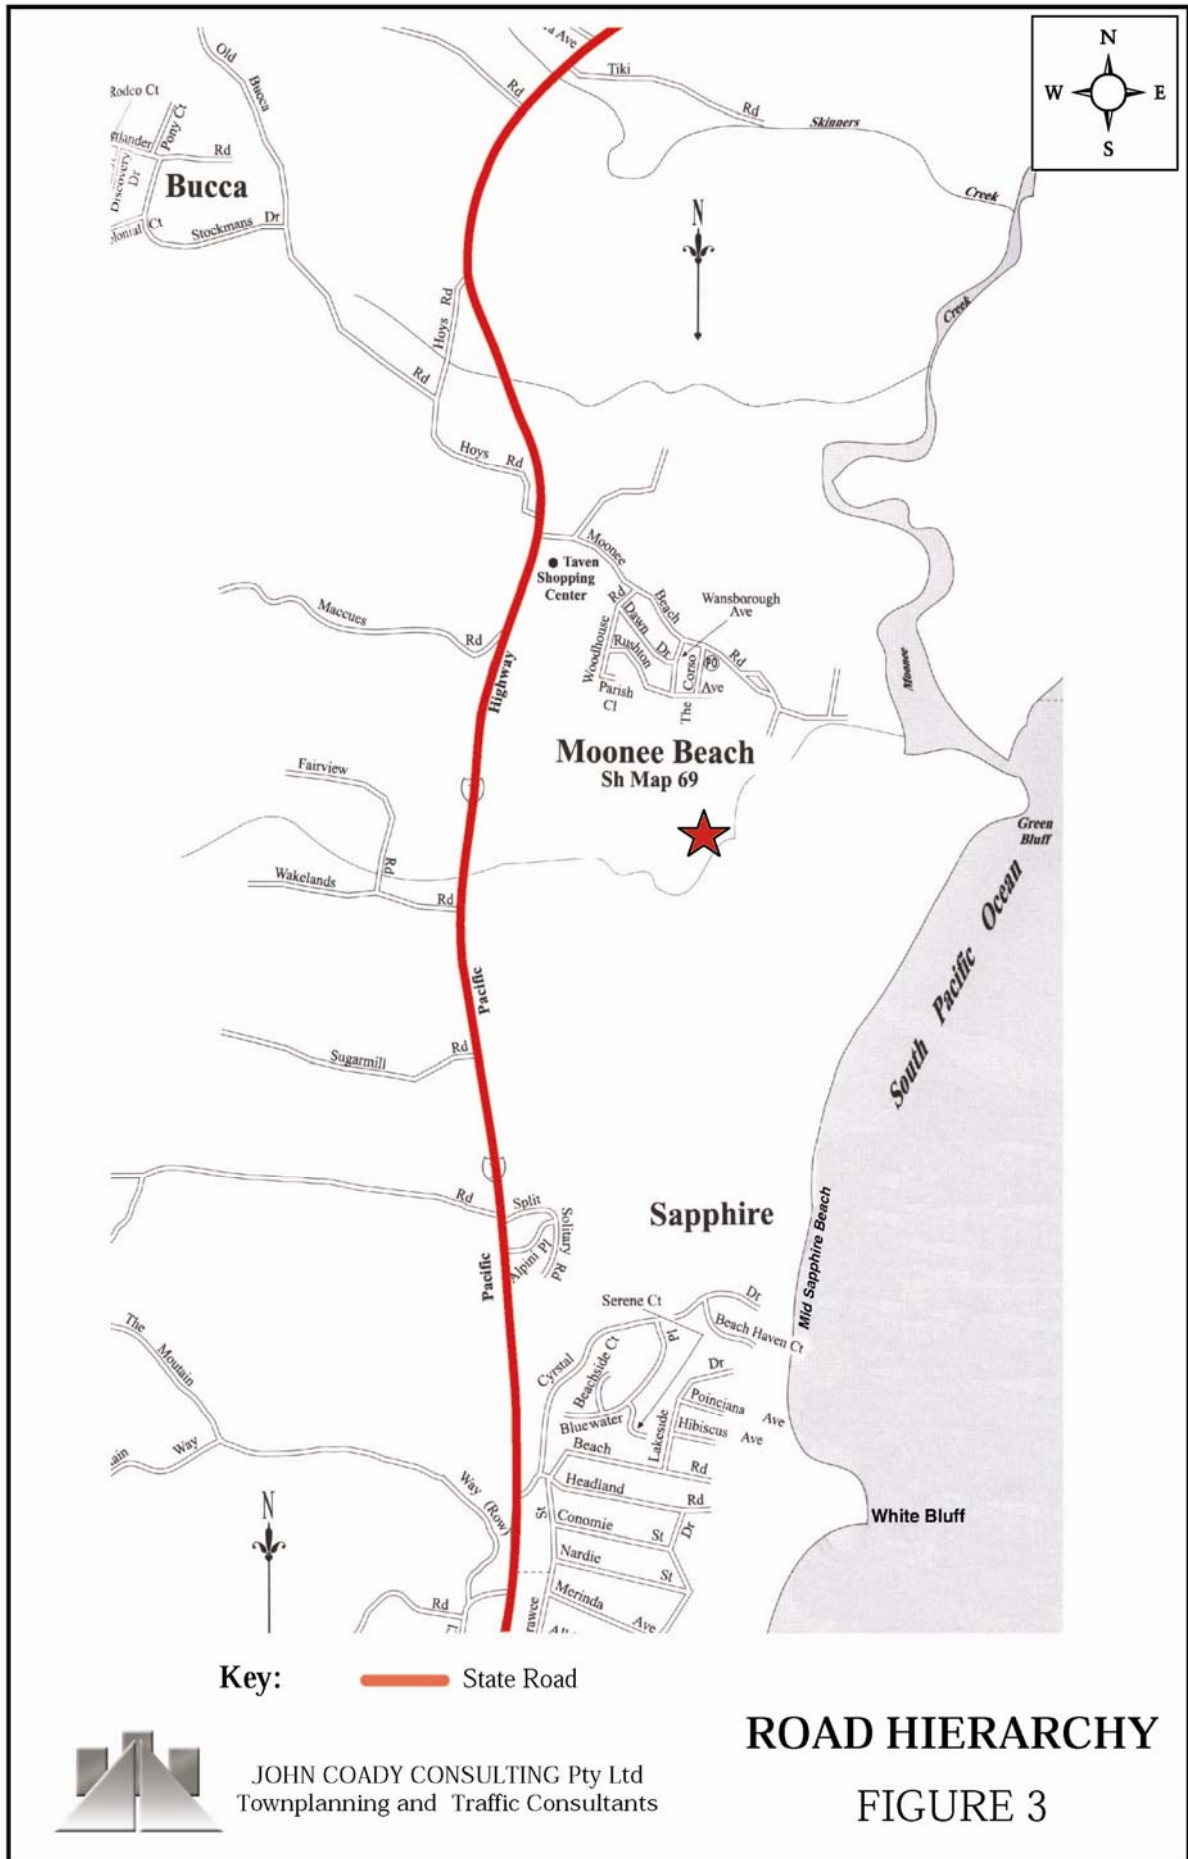 N
W E
S
Tiki
Rd
Rd
Skinners
Creek
Old
Bucca
Rodco Ct
Pony Ct
Rd
Discovery
Dr
Bucca
Ct
Stockmans Dr
N
Creek
Hoys Rd
Rd
Hoys Rd
Moonee
Beach
Rd
Taven
Shopping
Center
Wansborough
Ave
Rd
Dawn
Dr
Woodhouse
Rushton
Corso
PO
Ave
The
Parish
Cl
Maccues
Rd
Highway
Moonee
Moonee Beach
Sh Map 69
Fairview
Rd
Wakelands
Rd
Green
Bluff
South Pacific Ocean
Pacific
Sugarmill
Rd
Rd
Split
Solitary
Rd
Alpini Pl
Sapphire
Pacific
Mid Sapphire Beach
Serene Ct
Dr
Beach Haven Ct
Pl
Cyrstal
Beachside Ct
Bluewater
Dr
Poinciana Ave
Hibiscus Ave
Lakeside
Beach
Rd
Headland
Rd
The
Moutain
Way
Way (Row)
St
Conomie St
Dr
Nardie
St
Merinda
Ave
White Bluff
N
Rd
Key:
State Road
ROAD HIERARCHY
FIGURE 3
JOHN COADY CONSULTING Pty Ltd
Townplanning and Traffic Consultants